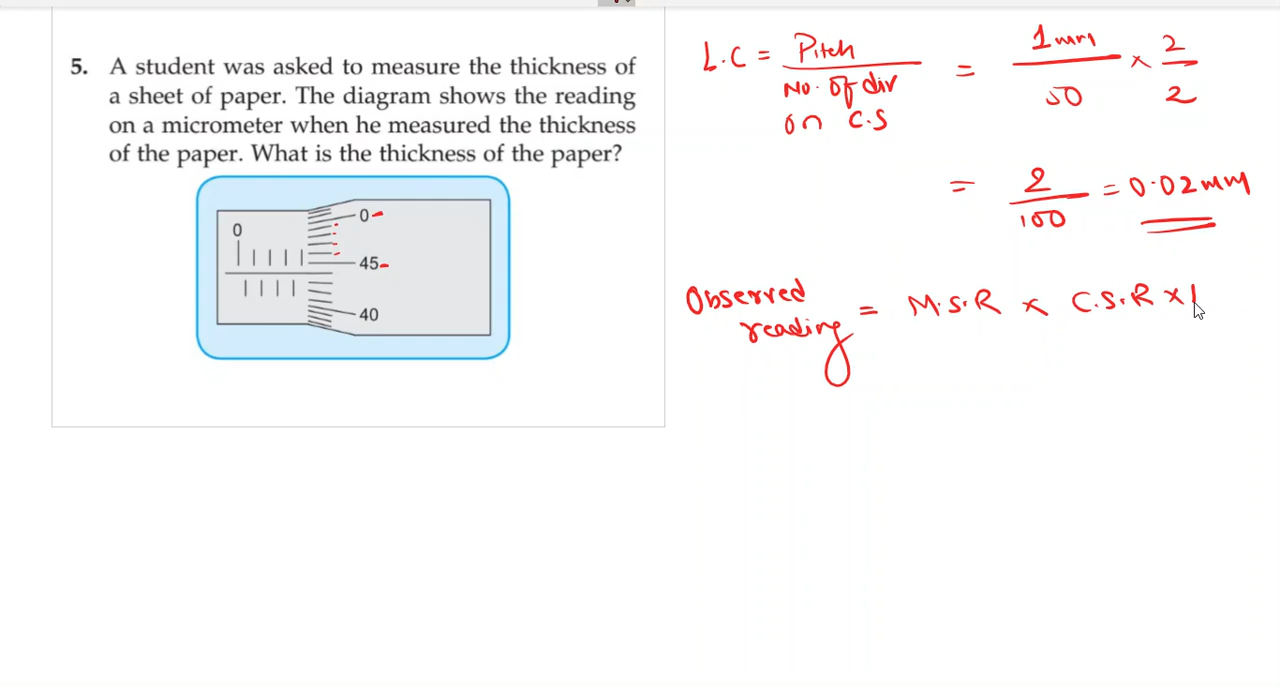 5. A student was asked to measure the thickness of
a sheet of paper. The diagram shows the reading
on a micrometer when he measured the thickness
of the paper. What is the thickness of the paper?
0
0
45
40
L.C = Pitch / No. of div on C.S = 1mm / 50 × 2 / 2
= 2 / 100 = 0.02mm
Observed reading = M.S.R × C.S.R × L